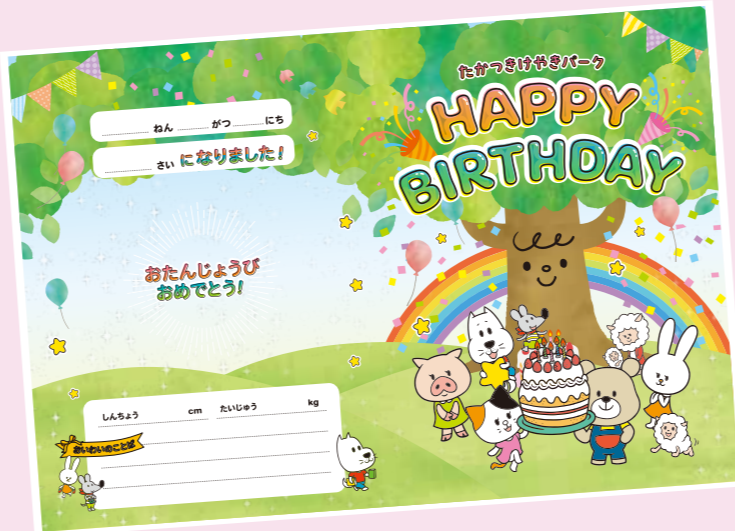 ねん がつ にち
さい になりました!
おたんじょうび
おめでとう!
しんちょう cm たいじゅう kg
おいわいのことば
たかつきけやきパーク
HAPPY
BIRTHDAY